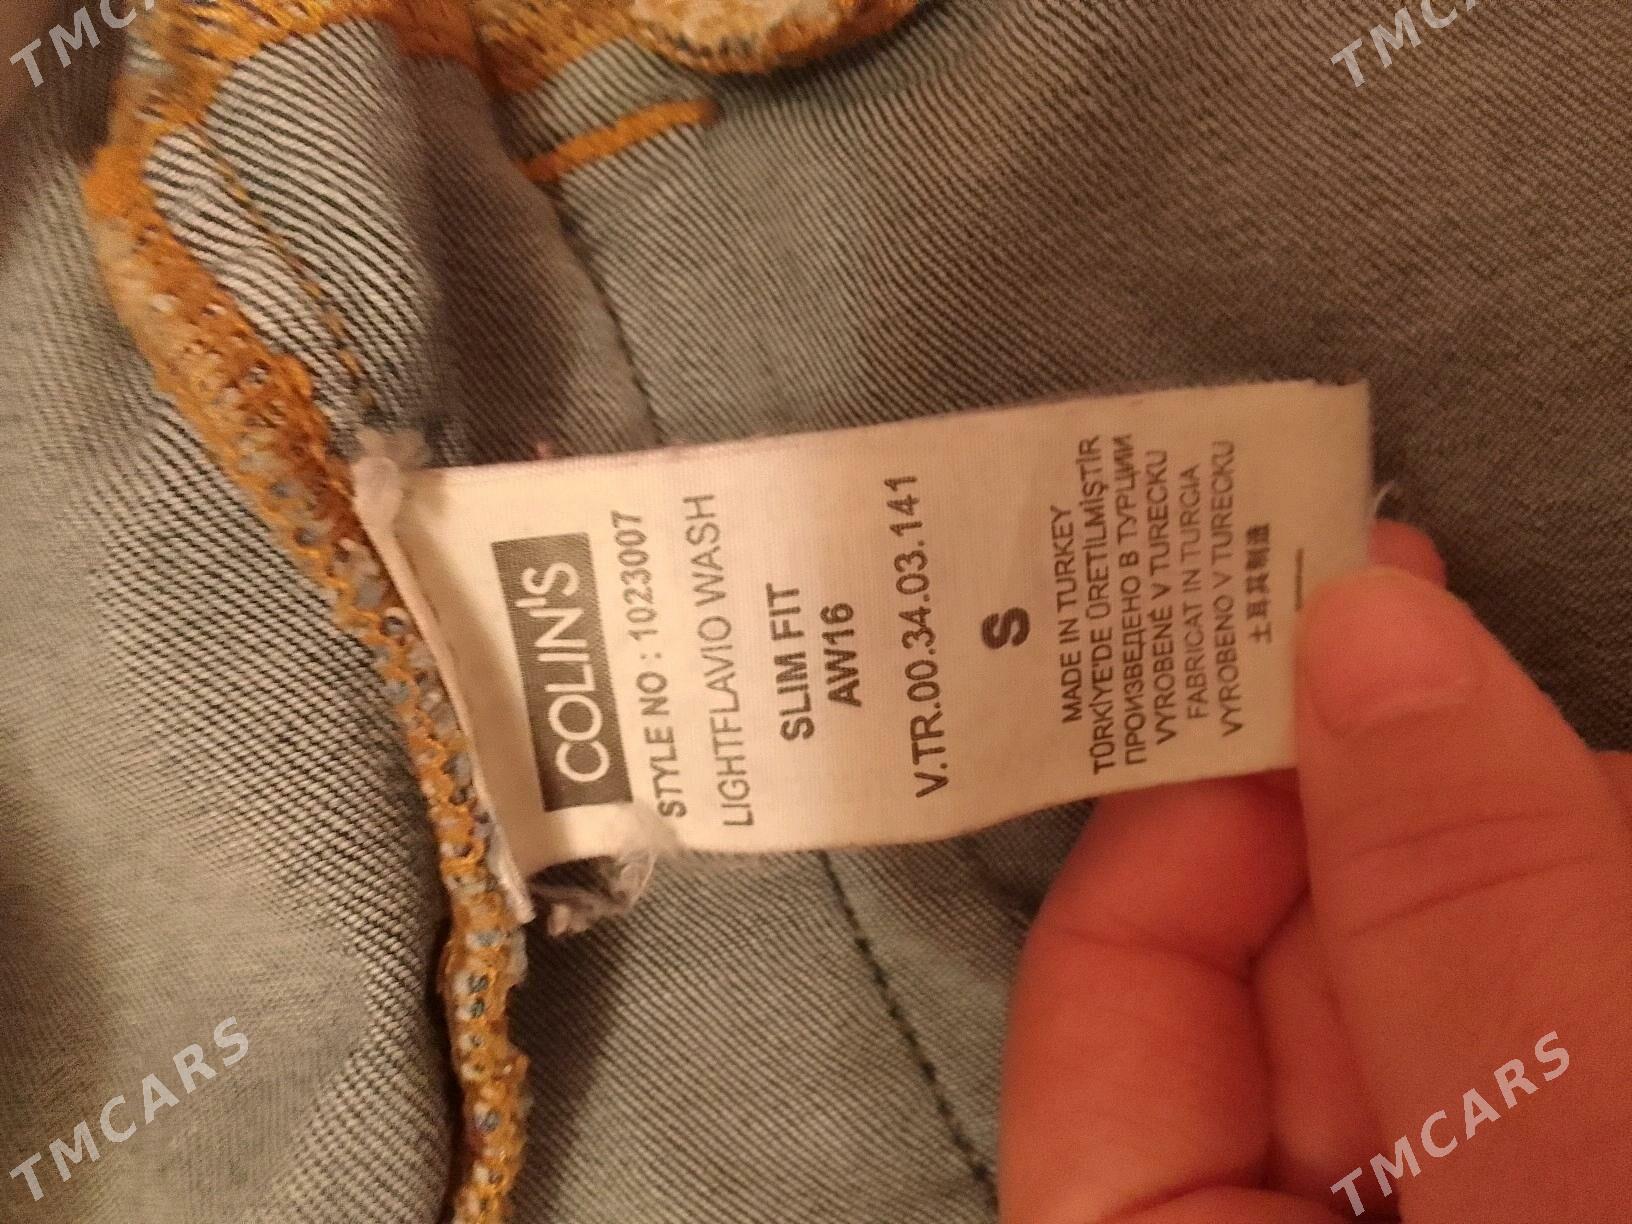 COLIN'S
STYLE NO : 1023007
LIGHTFLAVIO WASH
SLIM FIT
AW16
V.TR.00.34.03.141
S
MADE IN TURKEY
TÜRKİYE'DE ÜRETİLMİŞTİR
ПРОИЗВЕДЕНО В ТУРЦИИ
VYROBENÉ V TURECKU
FABRICAT IN TURCIA
VYROBENO V TURECKU
土耳其制造
TMCARS
TMCARS
TMCARS
TMCARS